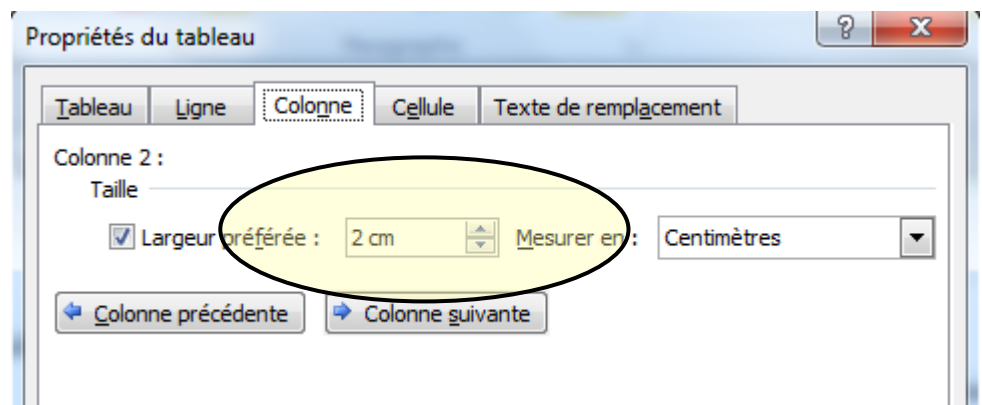 Propriétés du tableau
Tableau Ligne Colonne Cellule Texte de remplacement
Colonne 2 :
Taille
Largeur préférée : 2 cm Mesurer en : Centimètres
Colonne précédente Colonne suivante